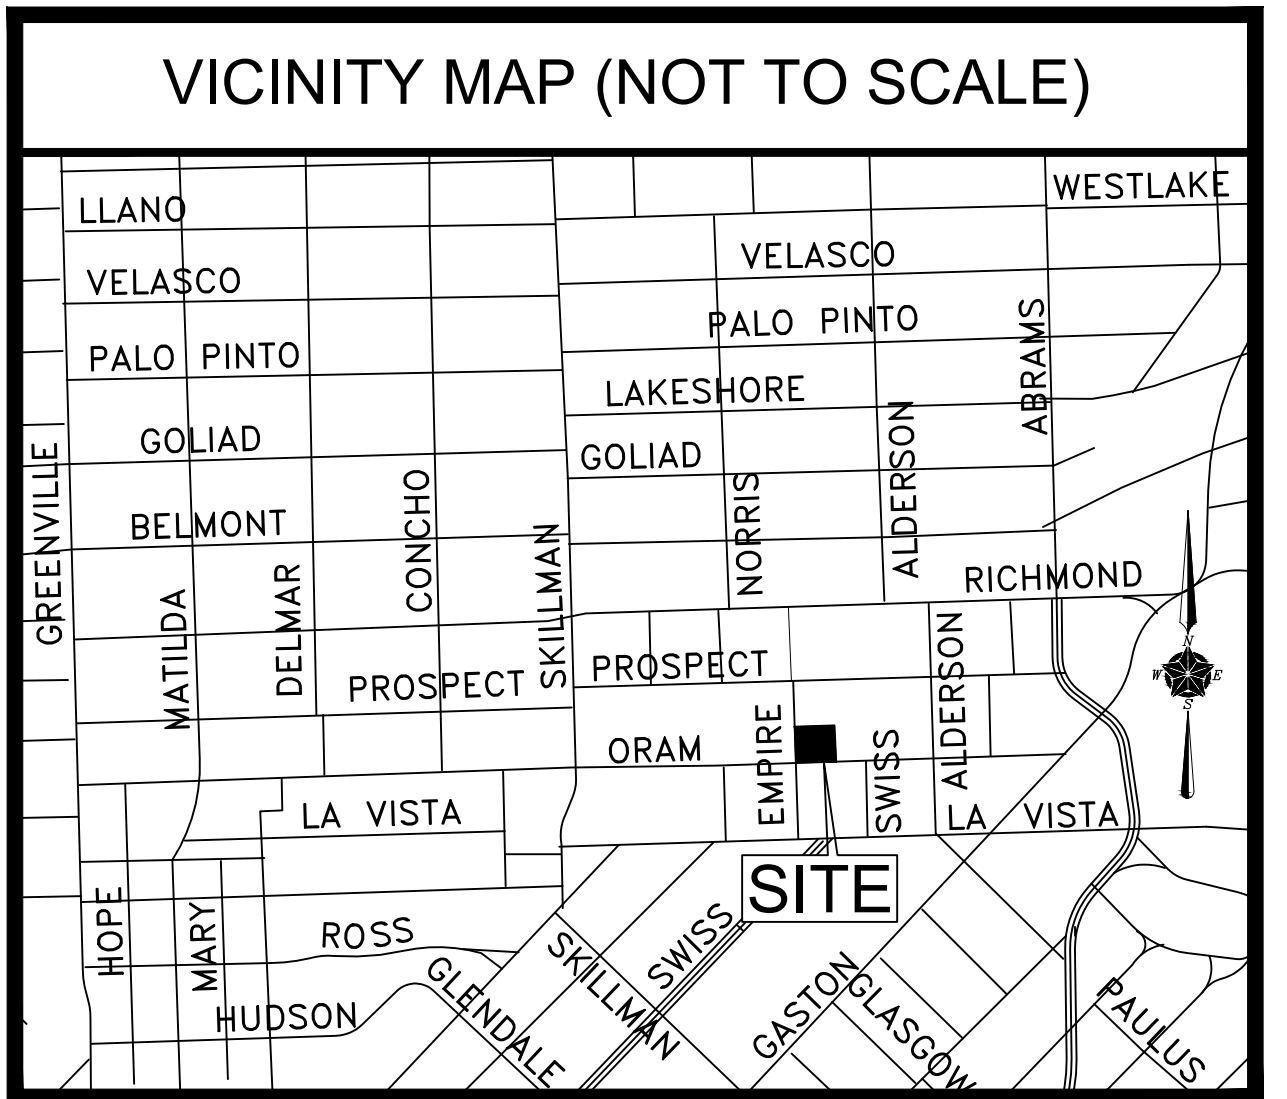 VICINITY MAP (NOT TO SCALE)
WESTLAKE
LLANO
VELASCO
VELASCO
PALO PINTO
PALO PINTO
ABRAMS
LAKESHORE
GOLIAD
GOLIAD
GREENVILLE
BELMONT
CONCHO
SKILLMAN
NORRIS
ALDERSON
RICHMOND
MATILDA
DELMAR
PROSPECT
PROSPECT
ALDERSON
N
W
E
S
ORAM
EMPIRE
SWISS
LA VISTA
LA VISTA
SITE
HOPE
MARY
ROSS
SWISS
SKILLMAN
GLENDALE
GASTON
GLASGOW
PAULUS
HUDSON